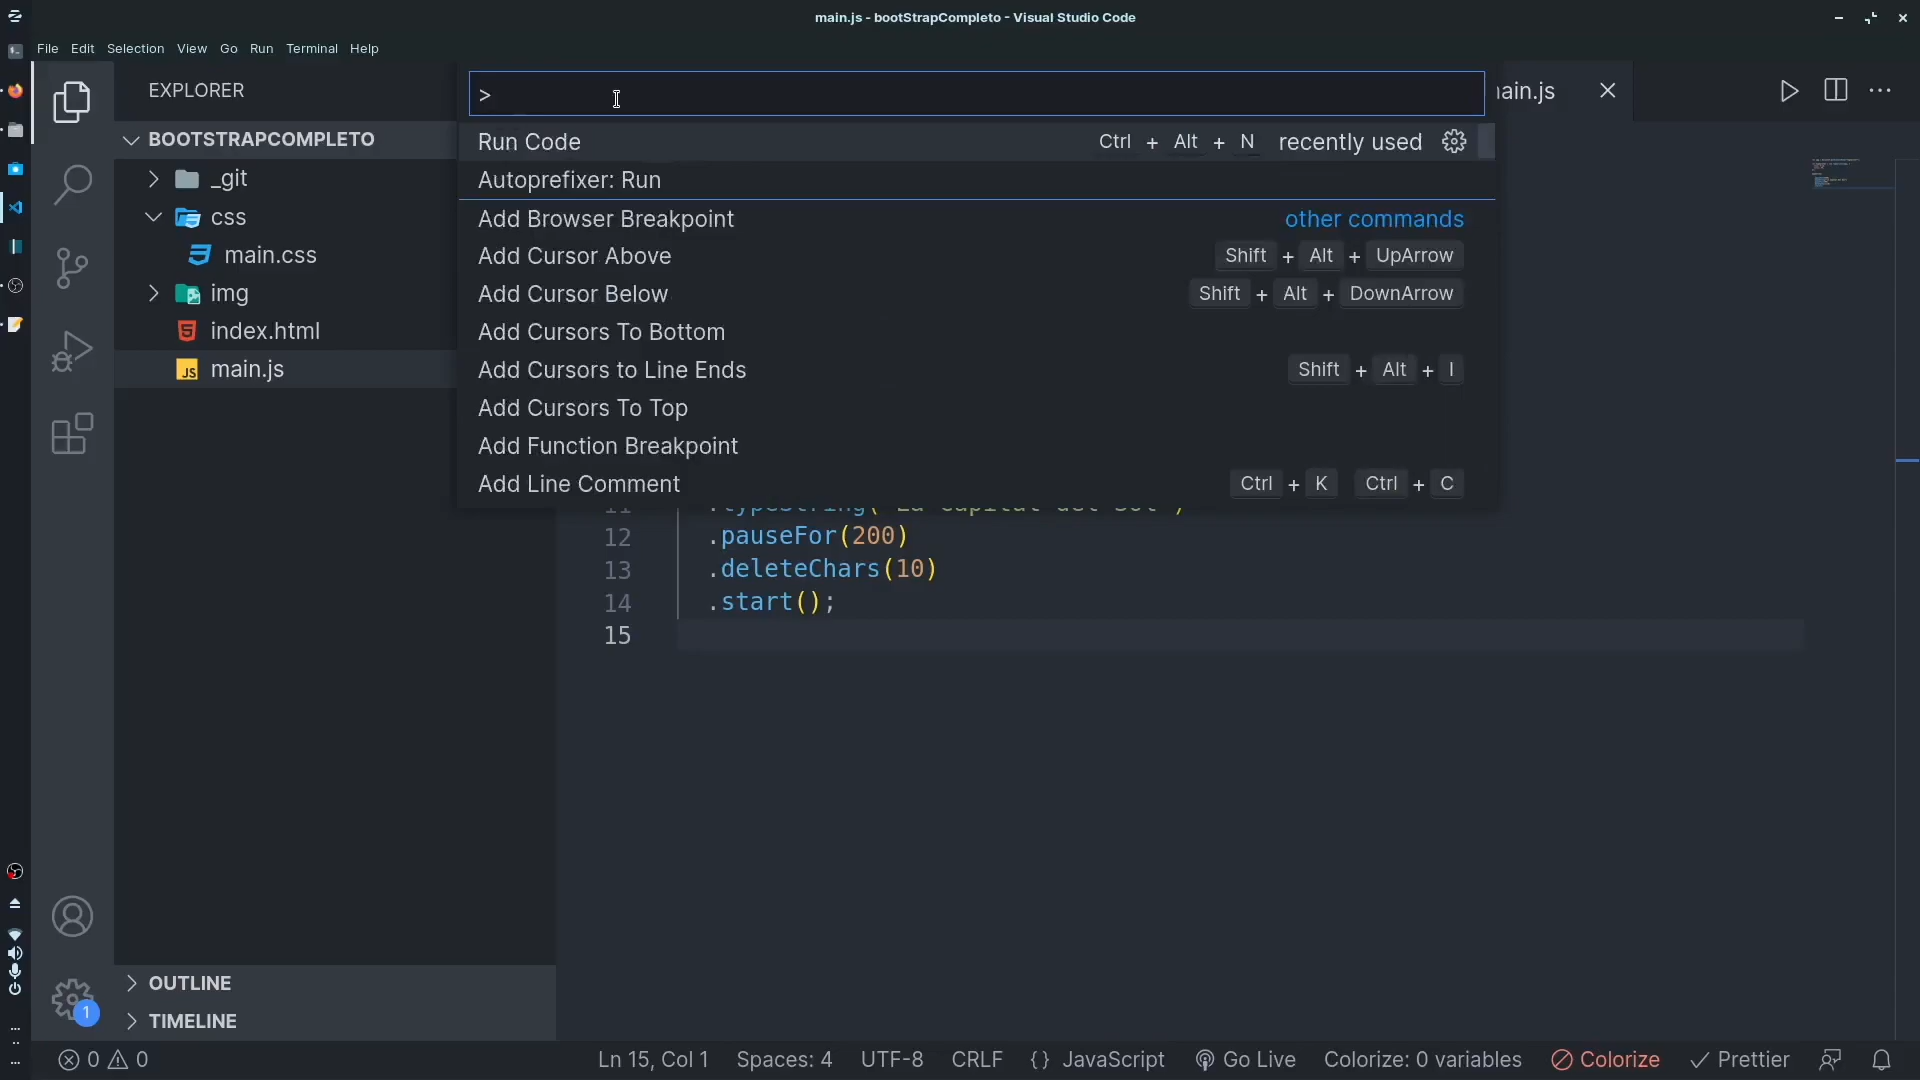 main.js - bootStrapCompleto - Visual Studio Code
File Edit Selection View Go Run Terminal Help
EXPLORER
BOOTSTRAPCOMPLETO
_git
css
main.css
img
index.html
main.js
OUTLINE
TIMELINE
>
Run Code Ctrl + Alt + N recently used
Autoprefixer: Run
Add Browser Breakpoint other commands
Add Cursor Above Shift + Alt + UpArrow
Add Cursor Below Shift + Alt + DownArrow
Add Cursors To Bottom
Add Cursors to Line Ends Shift + Alt + I
Add Cursors To Top
Add Function Breakpoint
Add Line Comment Ctrl + K Ctrl + C
12 .pauseFor(200)
13 .deleteChars(10)
14 .start();
15
1
0 0 Ln 15, Col 1 Spaces: 4 UTF-8 CRLF {} JavaScript Go Live Colorize: 0 variables Colorize Prettier